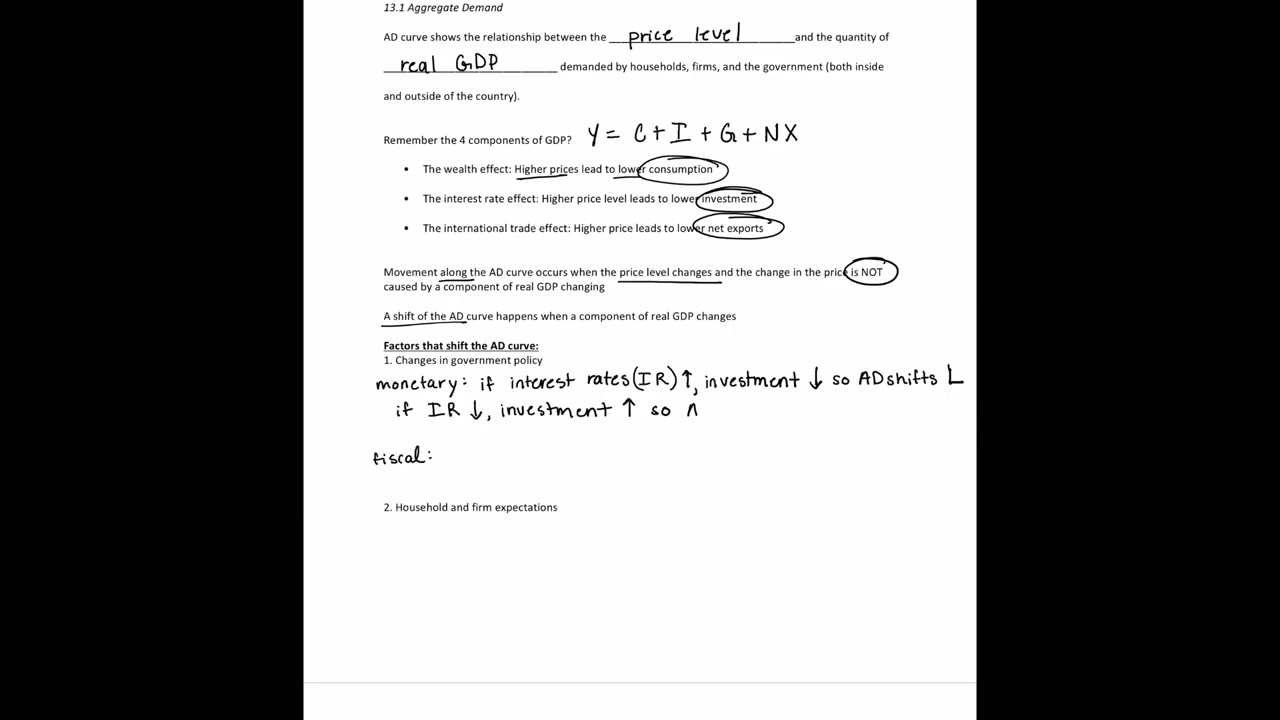 13.1 Aggregate Demand
AD curve shows the relationship between the price level and the quantity of
real GDP demanded by households, firms, and the government (both inside
and outside of the country).
Remember the 4 components of GDP? Y = C + I + G + NX
• The wealth effect: Higher prices lead to lower consumption
• The interest rate effect: Higher price level leads to lower investment
• The international trade effect: Higher price leads to lower net exports
Movement along the AD curve occurs when the price level changes and the change in the price is NOT
caused by a component of real GDP changing
A shift of the AD curve happens when a component of real GDP changes
Factors that shift the AD curve:
1. Changes in government policy
monetary: if interest rates (IR) ↑, investment ↓ so AD shifts L
if IR ↓, investment ↑ so
fiscal:
2. Household and firm expectations